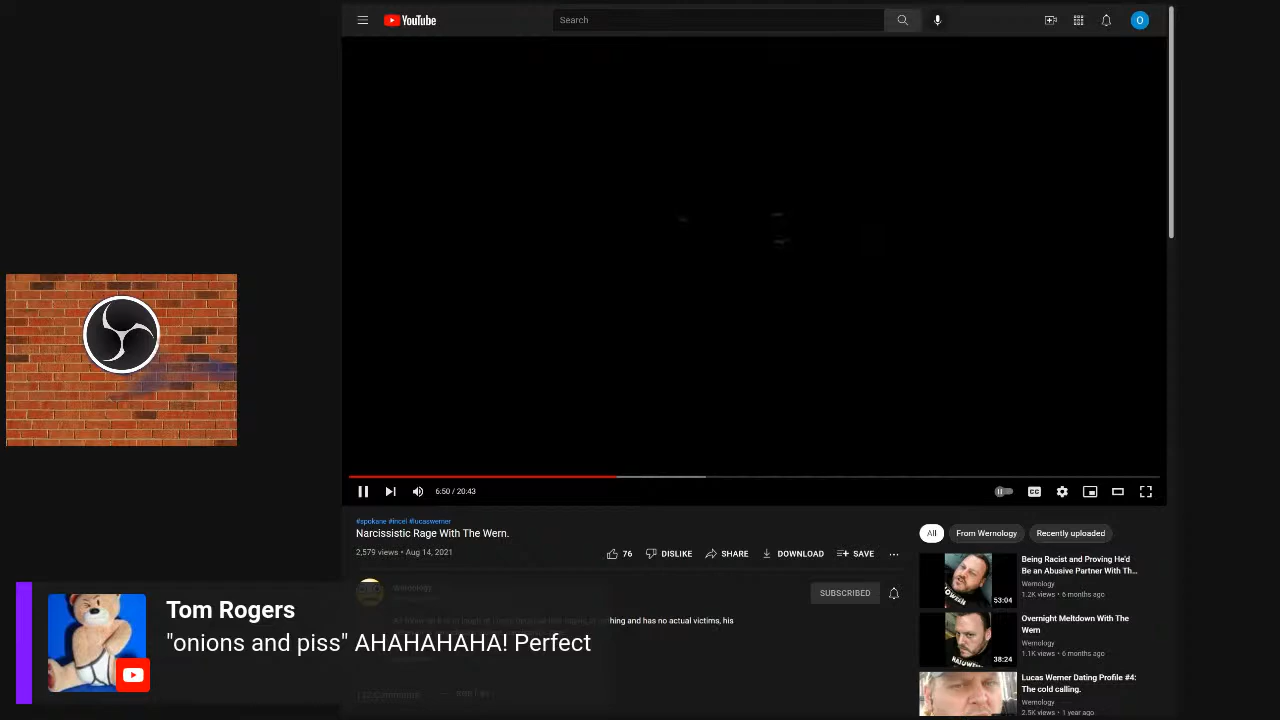 YouTube
Search
O
6:50 / 20:43
CC
#spokane #incel #lucaswerner
Narcissistic Rage With The Wern.
2,579 views • Aug 14, 2021
76
DISLIKE
SHARE
DOWNLOAD
SAVE
All
From Wernology
Recently uploaded
Wernology
SUBSCRIBED
hing and has no actual victims, his
Being Racist and Proving He'd
Be an Abusive Partner With Th...
Wernology
1.2K views • 6 months ago
53:04
Overnight Meltdown With The
Wern
Wernology
1.1K views • 6 months ago
38:24
Lucas Werner Dating Profile #4:
The cold calling.
Wernology
2.5K views • 1 year ago
Tom Rogers
"onions and piss" AHAHAHAHA! Perfect